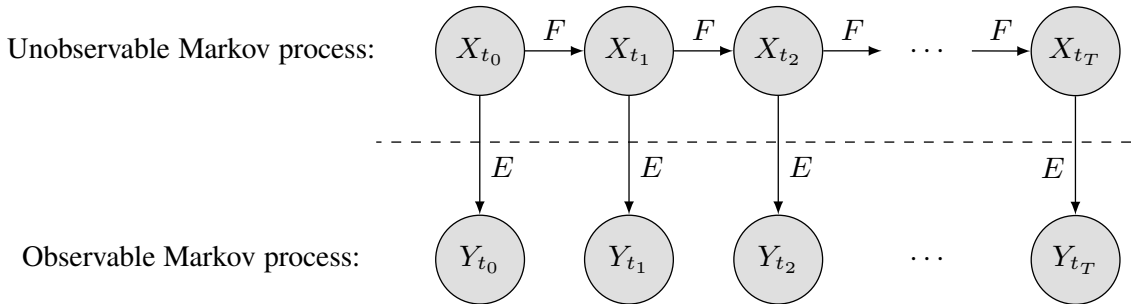 F F F F
Unobservable Markov process: X_{t_0} X_{t_1} X_{t_2} ⋯ X_{t_T}
E E E E
Observable Markov process: Y_{t_0} Y_{t_1} Y_{t_2} ⋯ Y_{t_T}